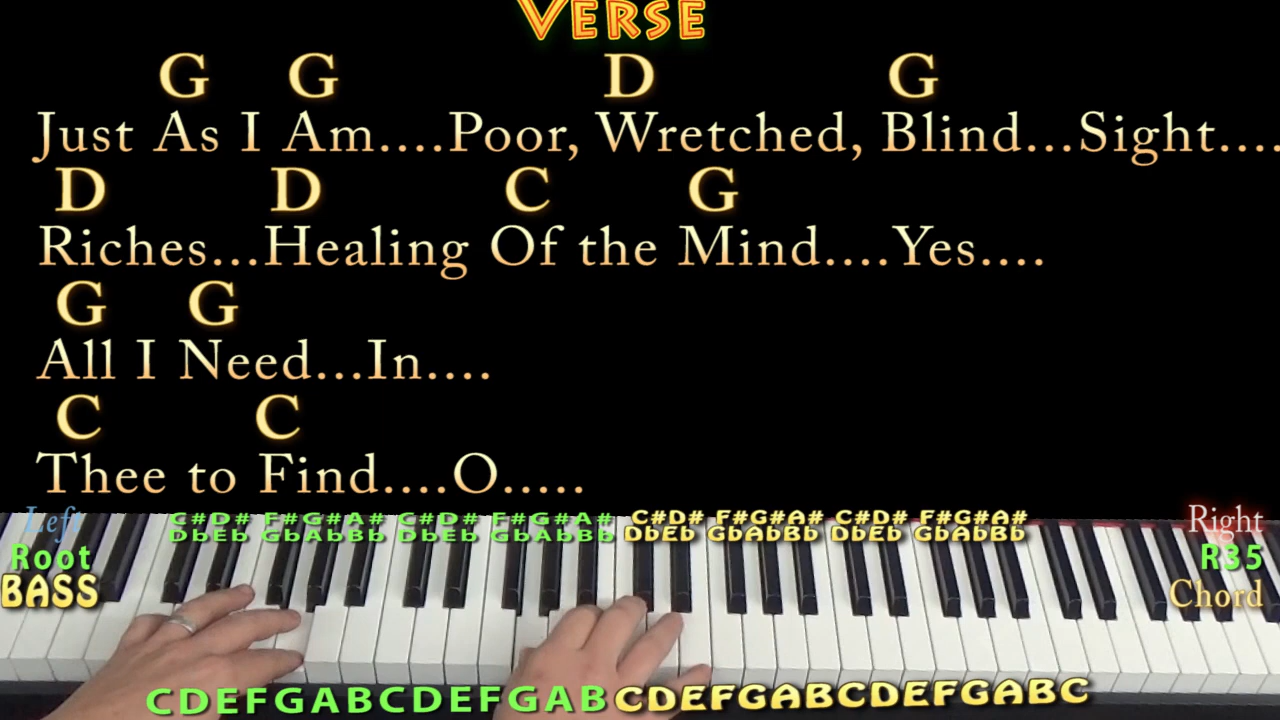 VERSE
G G D G
Just As I Am....Poor, Wretched, Blind...Sight....
D D C G
Riches...Healing Of the Mind....Yes....
G G
All I Need...In....
C C
Thee to Find....O.....
Left C#D# F#G#A# C#D# F#G#A# C#D# F#G#A# C#D# F#G#A# Right
DbEb GbAbBb DbEb GbAbBb DbEb GbAbBb DbEb GbAbBb
Root R35
BASS Chord
CDEFGABCDEFGABCDEFGABCDEFGABC